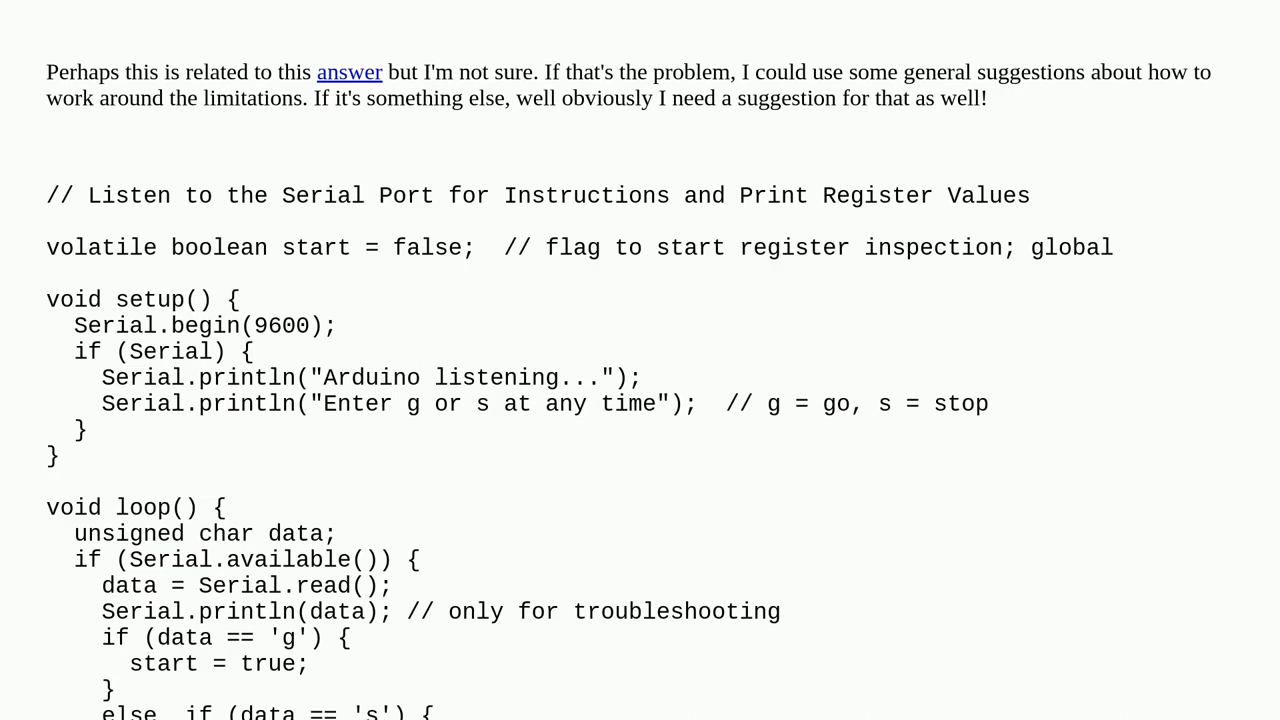 Perhaps this is related to this answer but I'm not sure. If that's the problem, I could use some general suggestions about how to
work around the limitations. If it's something else, well obviously I need a suggestion for that as well!
// Listen to the Serial Port for Instructions and Print Register Values
volatile boolean start = false;  // flag to start register inspection; global
void setup() {
  Serial.begin(9600);
  if (Serial) {
    Serial.println("Arduino listening...");
    Serial.println("Enter g or s at any time");  // g = go, s = stop
  }
}
void loop() {
  unsigned char data;
  if (Serial.available()) {
    data = Serial.read();
    Serial.println(data); // only for troubleshooting
    if (data == 'g') {
      start = true;
    }
    else  if (data == 's') {